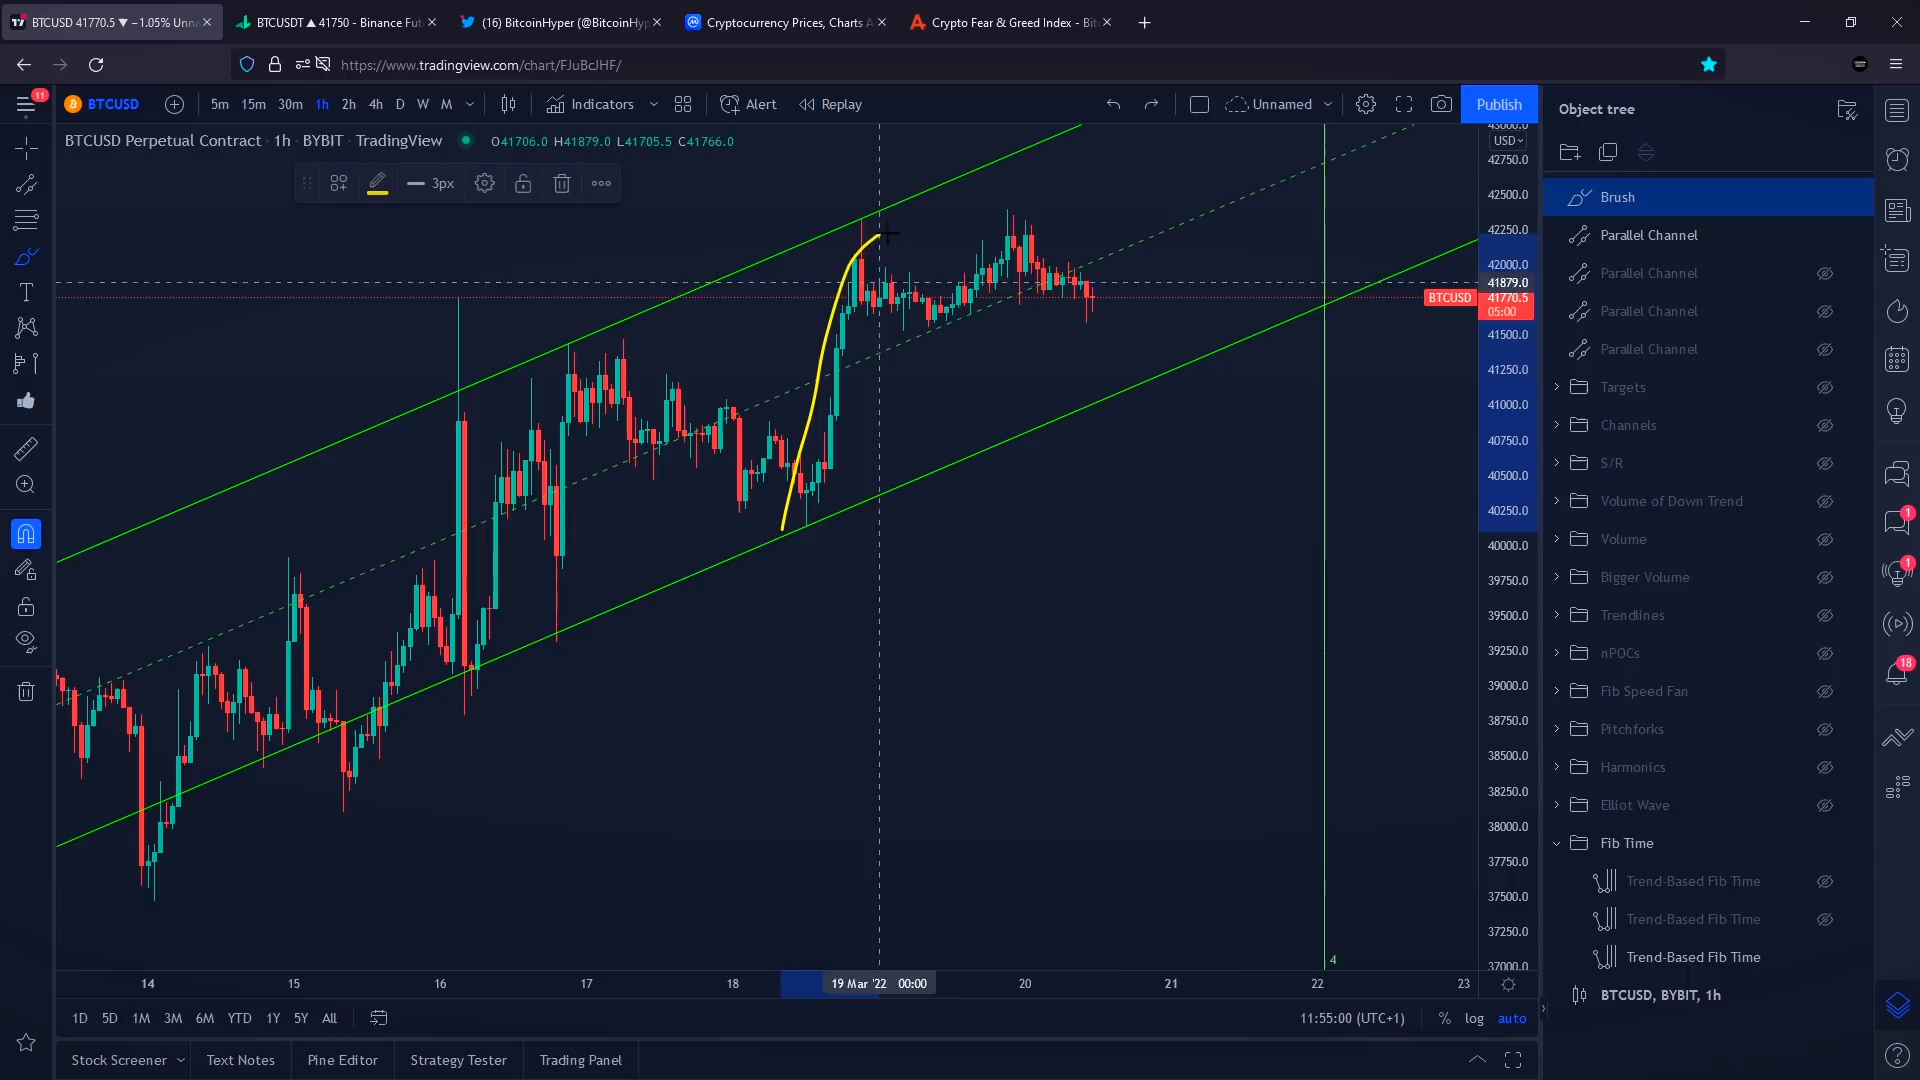 BTCUSD 41770.5 ▼ −1.05% Unna
BTCUSDT ▲ 41750 - Binance Fut
(16) BitcoinHyper (@BitcoinHyp
Cryptocurrency Prices, Charts A
Crypto Fear & Greed Index - Bit
https://www.tradingview.com/chart/FJuBcJHF/
11
BTCUSD
5m 15m 30m 1h 2h 4h D W M
Indicators
Alert
Replay
Unnamed
Publish
Object tree
BTCUSD Perpetual Contract · 1h · BYBIT · TradingView
O41706.0 H41879.0 L41705.5 C41766.0
3px
43000.0
USD
42750.0
42500.0
42250.0
42000.0
41879.0
BTCUSD
41770.5
05:00
41500.0
41250.0
41000.0
40750.0
40500.0
40250.0
40000.0
39750.0
39500.0
39250.0
39000.0
38750.0
38500.0
38250.0
38000.0
37750.0
37500.0
37250.0
37000.0
4
14 15 16 17 18 19 Mar '22 00:00 20 21 22 23
Brush
Parallel Channel
Parallel Channel
Parallel Channel
Parallel Channel
Targets
Channels
S/R
Volume of Down Trend
Volume
Bigger Volume
Trendlines
nPOCs
Fib Speed Fan
Pitchforks
Harmonics
Elliot Wave
Fib Time
Trend-Based Fib Time
Trend-Based Fib Time
Trend-Based Fib Time
BTCUSD, BYBIT, 1h
1
1
18
1D 5D 1M 3M 6M YTD 1Y 5Y All
11:55:00 (UTC+1)
% log auto
Stock Screener
Text Notes
Pine Editor
Strategy Tester
Trading Panel